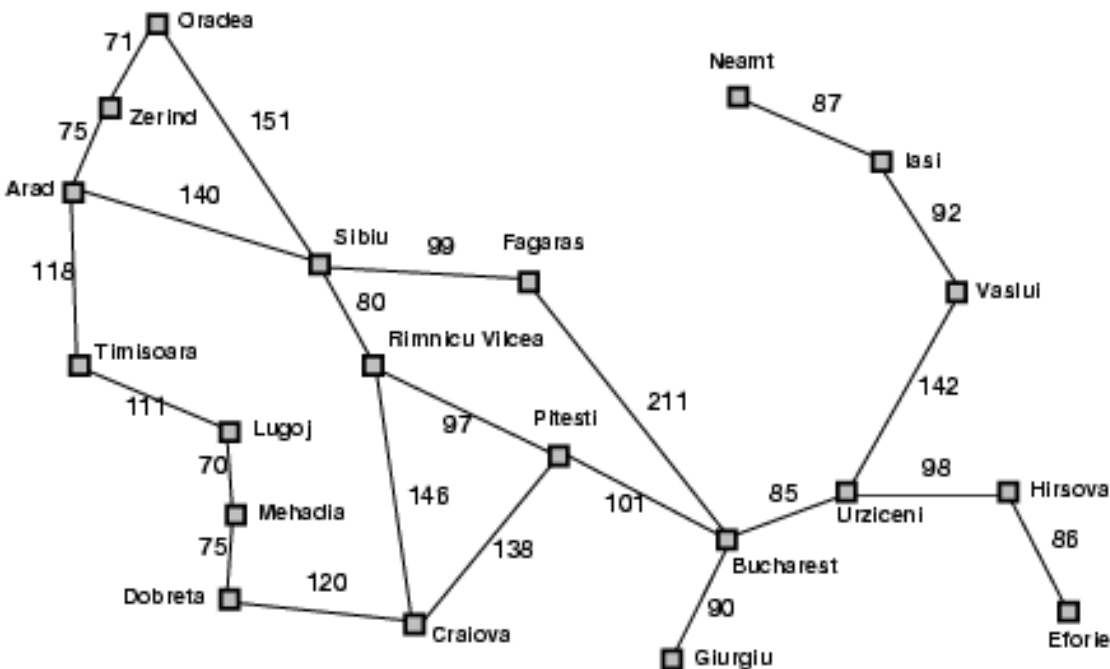 Oradea
71
Neamt
87
Zerind
151
75
Iasi
Arad
140
92
Sibiu
99
Fagaras
118
80
Vaslui
Rimnicu Vilcea
Timisoara
142
111
211
Pitesti
Lugoj
97
70
98
Hirsova
146
85
101
Mehadia
Urziceni
75
138
86
Bucharest
120
Dobreta
90
Craiova
Eforie
Giurgiu